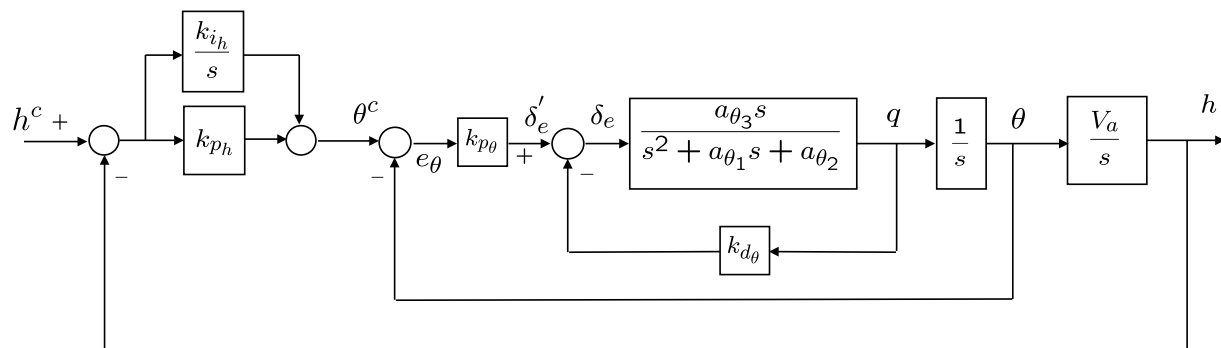 k_{i_h}
s
h^c +
k_{p_h}
θ^c
e_θ
k_{p_θ}
δ_e^'
+
δ_e
a_{θ_3} s
s^2 + a_{θ_1} s + a_{θ_2}
q
1
s
θ
V_a
s
h
−
−
−
k_{d_θ}